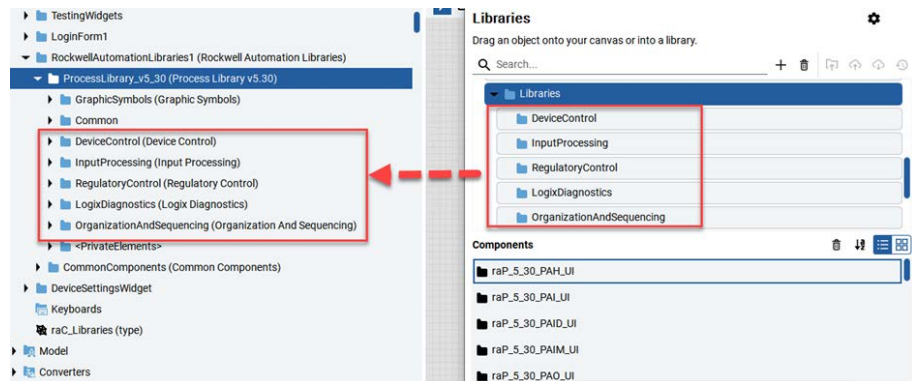 TestingWidgets
LoginForm1
RockwellAutomationLibraries1 (Rockwell Automation Libraries)
ProcessLibrary_v5_30 (Process Library v5.30)
GraphicSymbols (Graphic Symbols)
Common
DeviceControl (Device Control)
InputProcessing (Input Processing)
RegulatoryControl (Regulatory Control)
LogixDiagnostics (Logix Diagnostics)
OrganizationAndSequencing (Organization And Sequencing)
<PrivateElements>
CommonComponents (Common Components)
DeviceSettingsWidget
Keyboards
raC_Libraries (type)
Model
Converters
Libraries
Drag an object onto your canvas or into a library.
Search...
Libraries
DeviceControl
InputProcessing
RegulatoryControl
LogixDiagnostics
OrganizationAndSequencing
Components
raP_5_30_PAH_UI
raP_5_30_PAI_UI
raP_5_30_PAID_UI
raP_5_30_PAIM_UI
raP_5_30_PAO_UI